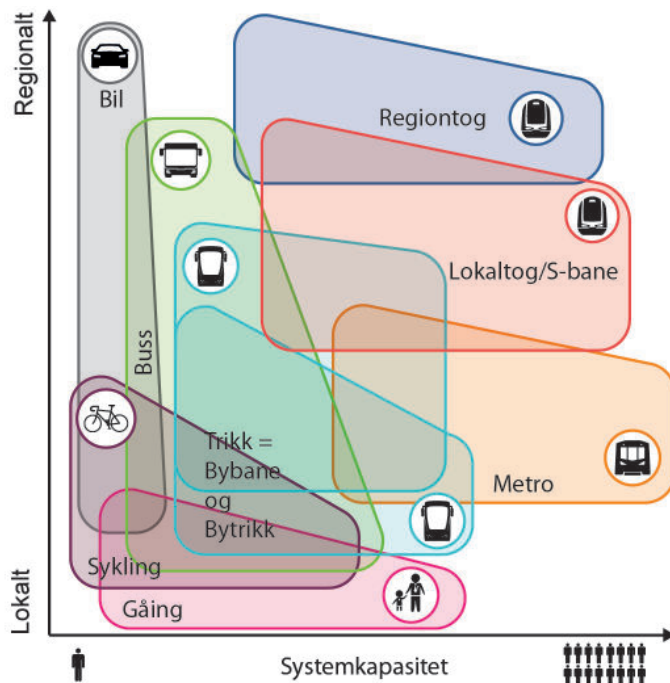 Regionalt
Bil
Regiontog
Lokaltog/S-bane
Buss
Trikk =
Bybane
og
Bytrikk
Metro
Sykling
Gåing
Lokalt
Systemkapasitet